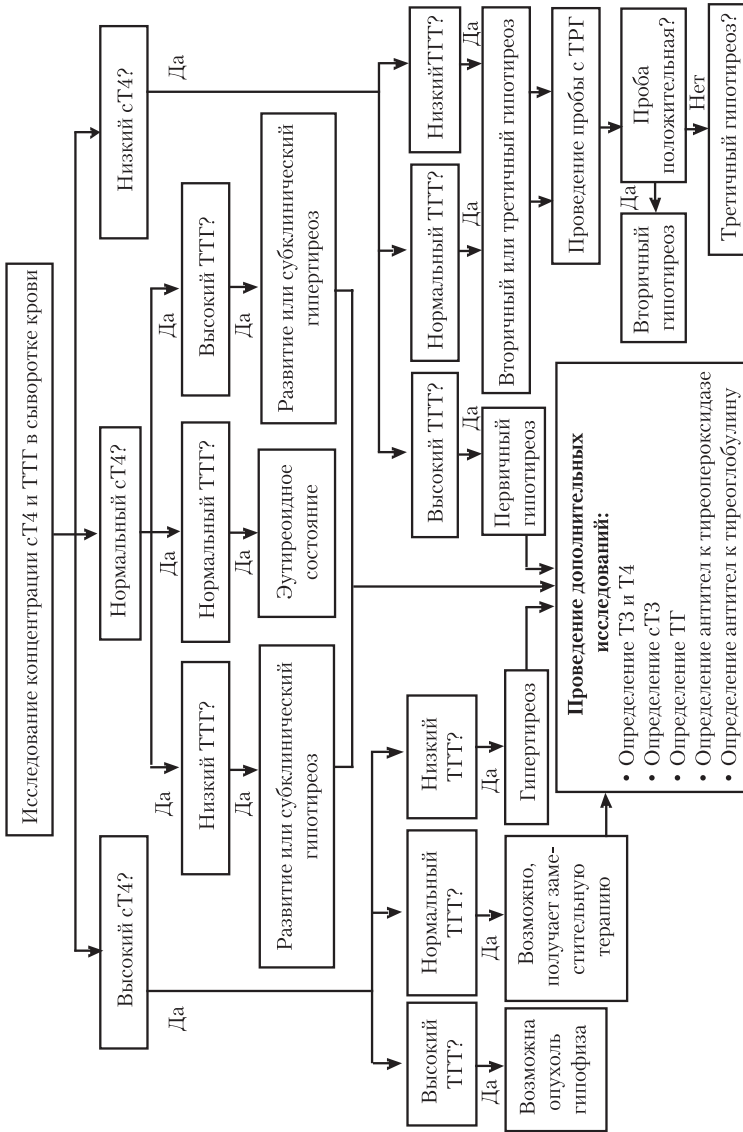 Исследование концентрации сТ4 и ТТГ в сыворотке крови
Высокий сТ4?
Нормальный сТ4?
Низкий сТ4?
Да
Да
Да
Да
Да
Низкий ТТГ?
Нормальный ТТГ?
Высокий ТТГ?
Да
Да
Да
Развитие или субклинический
гипотиреоз
Эутиреоидное
состояние
Развитие или субклинический
гипертиреоз
Высокий
ТТГ?
Нормальный
ТТГ?
Низкий
ТТГ?
Высокий ТТГ?
Нормальный ТТГ?
НизкийТТГ?
Да
Да
Да
Да
Да
Да
Возможна
опухоль
гипофиза
Возможно,
получает заме-
стительную
терапию
Гипертиреоз
Первичный
гипотиреоз
Вторичный или третичный гипотиреоз
Проведение пробы с ТРГ
Проба
положительная?
Да
Нет
Вторичный
гипотиреоз
Третичный гипотиреоз?
Проведение дополнительных
исследований:
• Определение Т3 и Т4
• Определение сТ3
• Определение ТГ
• Определение антител к тиреопероксидазе
• Определение антител к тиреоглобулину